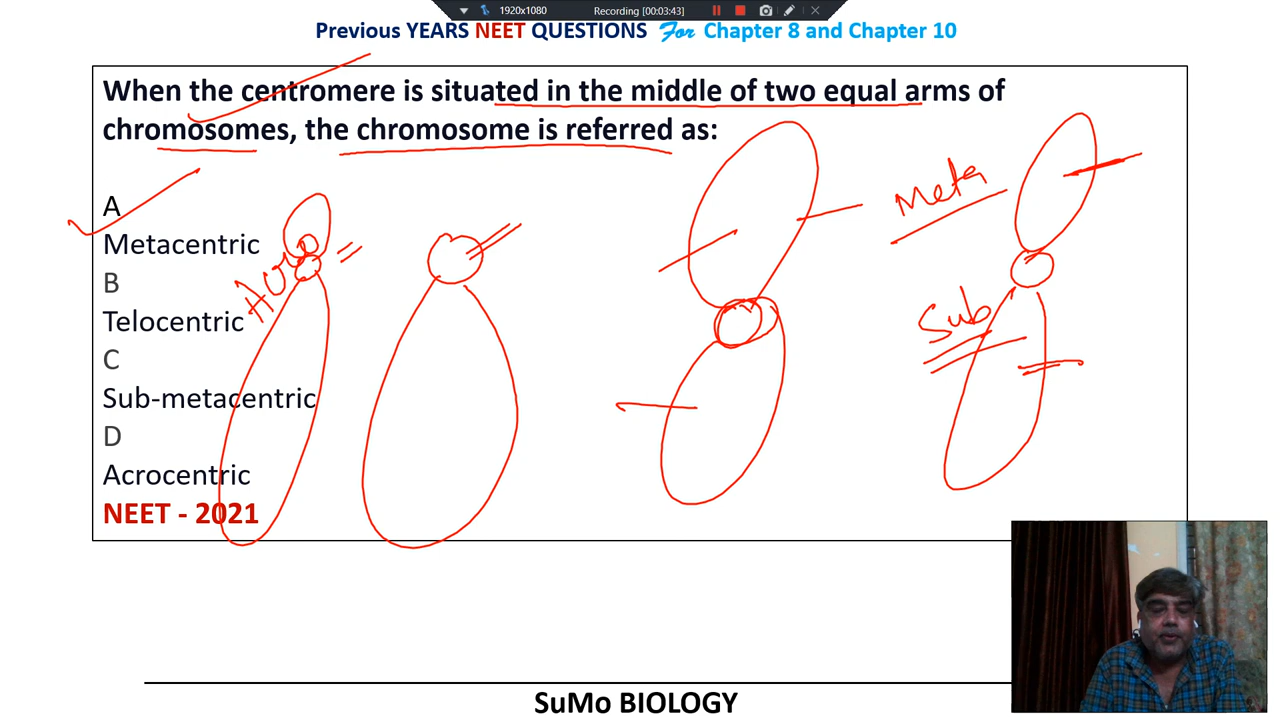 1920x1080 Recording [00:03:43]
Previous YEARS NEET QUESTIONS For Chapter 8 and Chapter 10
When the centromere is situated in the middle of two equal arms of
chromosomes, the chromosome is referred as:
Meta
A
Metacentric
Acro
B
Telocentric
Sub
C
Sub-metacentric
D
Acrocentric
NEET - 2021
SuMo BIOLOGY